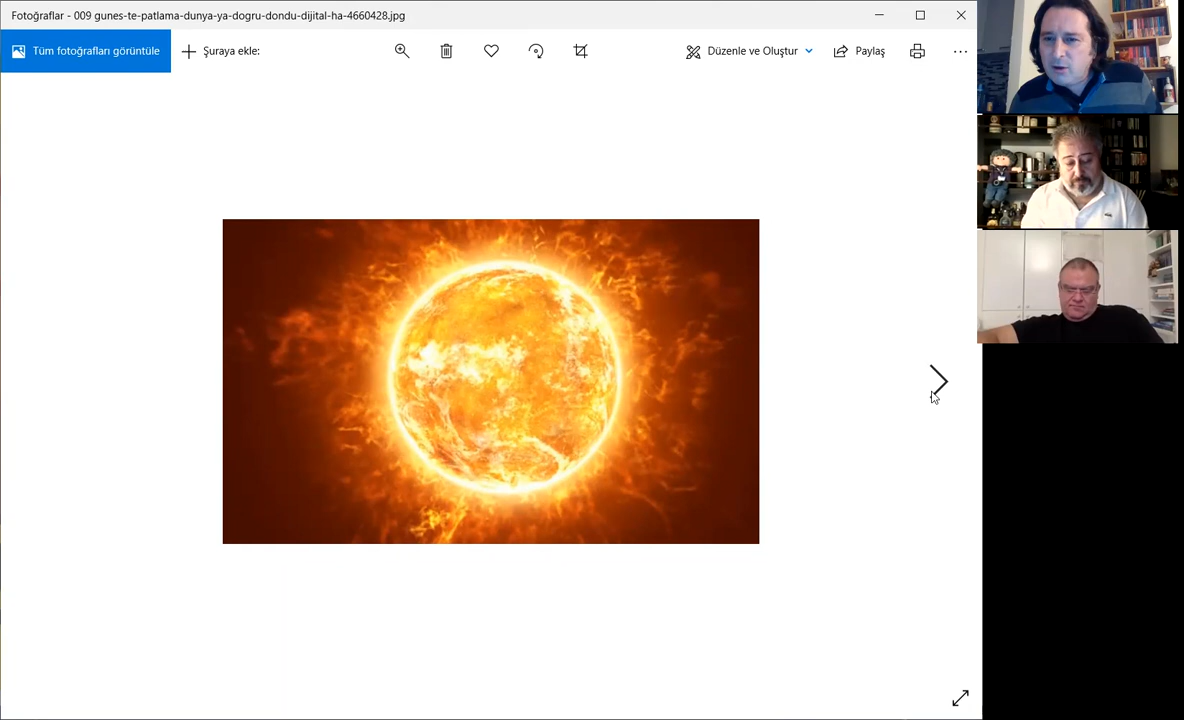 Fotoğraflar - 009 gunes-te-patlama-dunya-ya-dogru-dondu-dijital-ha-4660428.jpg
Tüm fotoğrafları görüntüle
Şuraya ekle:
Düzenle ve Oluştur
Paylaş